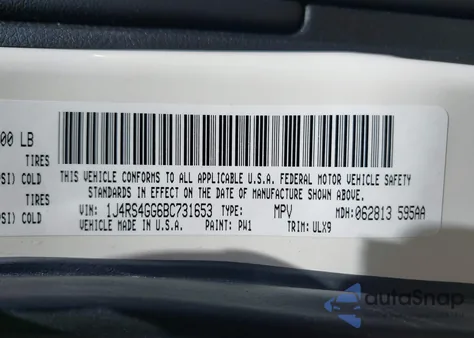 00 LB
TIRES
SI) COLD
TIRES
SI) COLD
THIS VEHICLE CONFORMS TO ALL APPLICABLE U.S.A. FEDERAL MOTOR VEHICLE SAFETY
STANDARDS IN EFFECT ON THE DATE OF MANUFACTURE SHOWN ABOVE.
VIN: 1J4RS4GG6BC731653 TYPE: MPV MDH: 062813 595AA
VEHICLE MADE IN U.S.A. PAINT: PW1 TRIM: ULX9
autoSnap